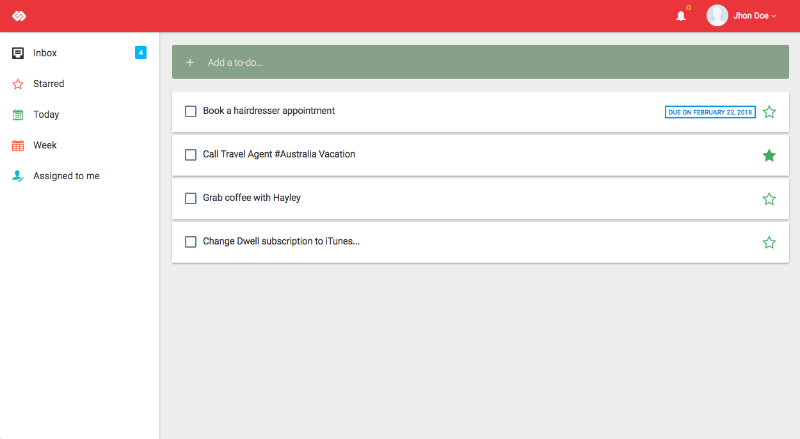 Jhon Doe
Inbox
4
Starred
Today
Week
Assigned to me
+ Add a to-do...
Book a hairdresser appointment
DUE ON FEBRUARY 22, 2018
Call Travel Agent #Australia Vacation
Grab coffee with Hayley
Change Dwell subscription to iTunes...